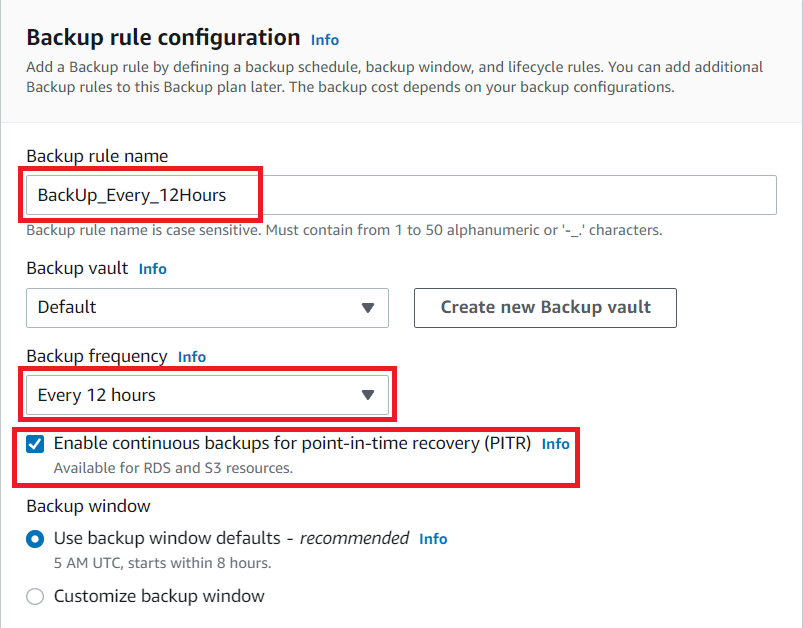 Backup rule configuration Info
Add a Backup rule by defining a backup schedule, backup window, and lifecycle rules. You can add additional
Backup rules to this Backup plan later. The backup cost depends on your backup configurations.
Backup rule name
BackUp_Every_12Hours
Backup rule name is case sensitive. Must contain from 1 to 50 alphanumeric or '-_.' characters.
Backup vault Info
Default
Create new Backup vault
Backup frequency Info
Every 12 hours
Enable continuous backups for point-in-time recovery (PITR) Info
Available for RDS and S3 resources.
Backup window
Use backup window defaults - recommended Info
5 AM UTC, starts within 8 hours.
Customize backup window